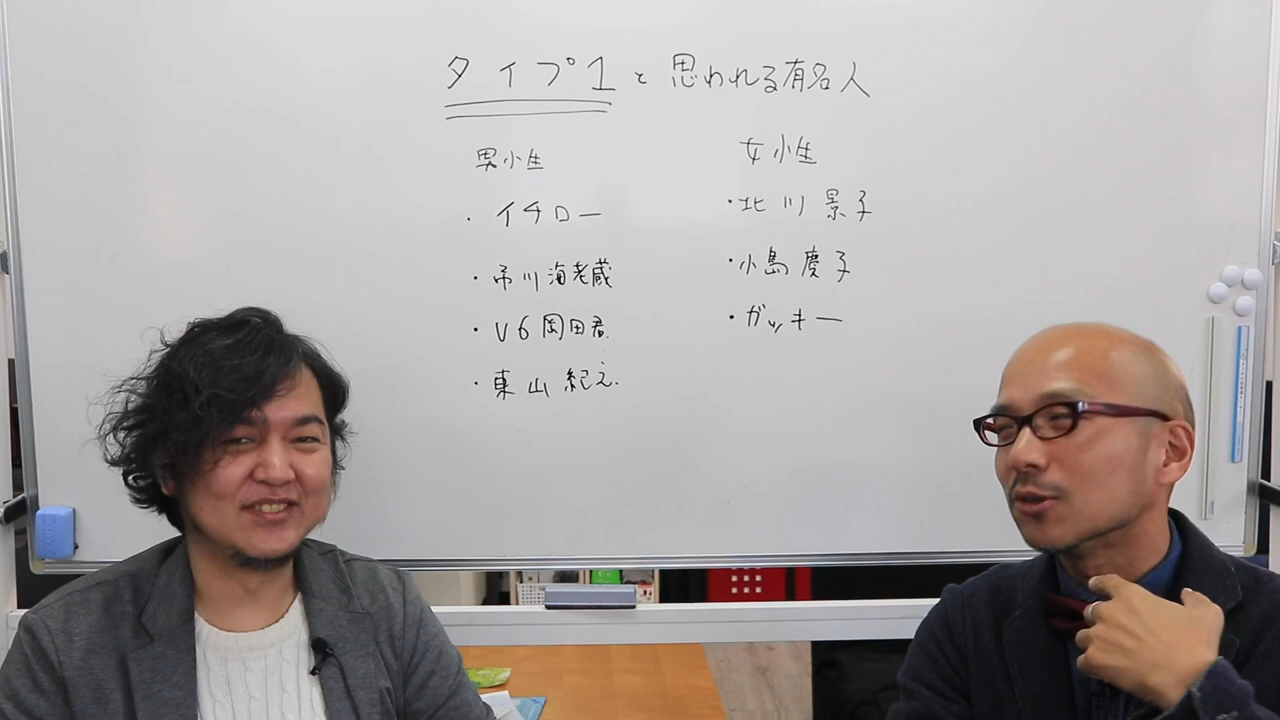 タイプ1と思われる有名人
男性
・イチロー
・市川海老蔵
・V6岡田君
・東山紀之
女性
・北川景子
・小島慶子
・ガッキー